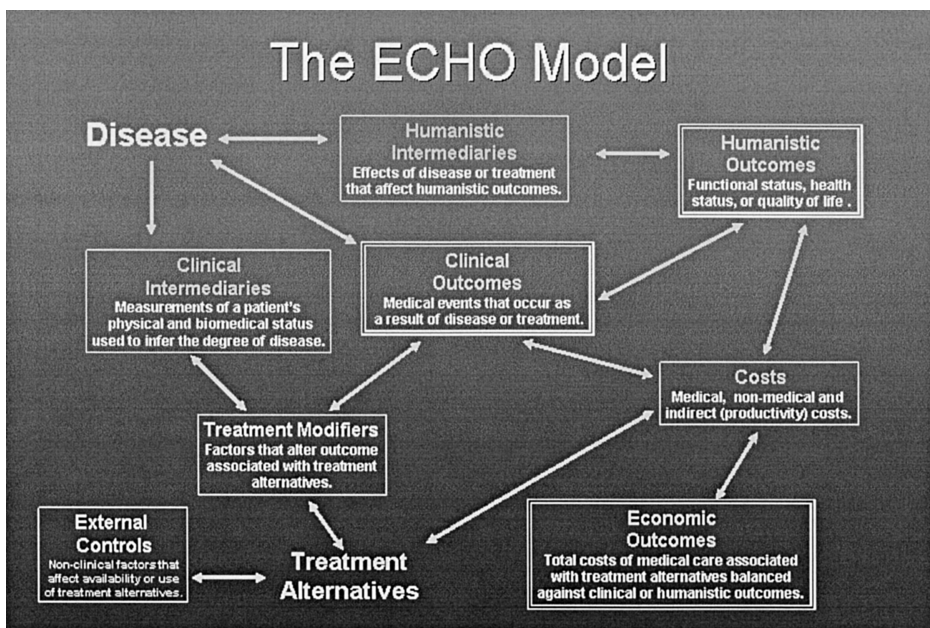 The ECHO Model
Disease
Humanistic
Intermediaries
Effects of disease or treatment
that affect humanistic outcomes.
Humanistic
Outcomes
Functional status, health
status, or quality of life .
Clinical
Intermediaries
Measurements of a patient's
physical and biomedical status
used to infer the degree of disease.
Clinical
Outcomes
Medical events that occur as
a result of disease or treatment.
Costs
Medical, non-medical and
indirect (productivity) costs.
Treatment Modifiers
Factors that alter outcome
associated with treatment
alternatives.
External
Controls
Non-clinical factors that
affect availability or use
of treatment alternatives.
Treatment
Alternatives
Economic
Outcomes
Total costs of medical care associated
with treatment alternatives balanced
against clinical or humanistic outcomes.